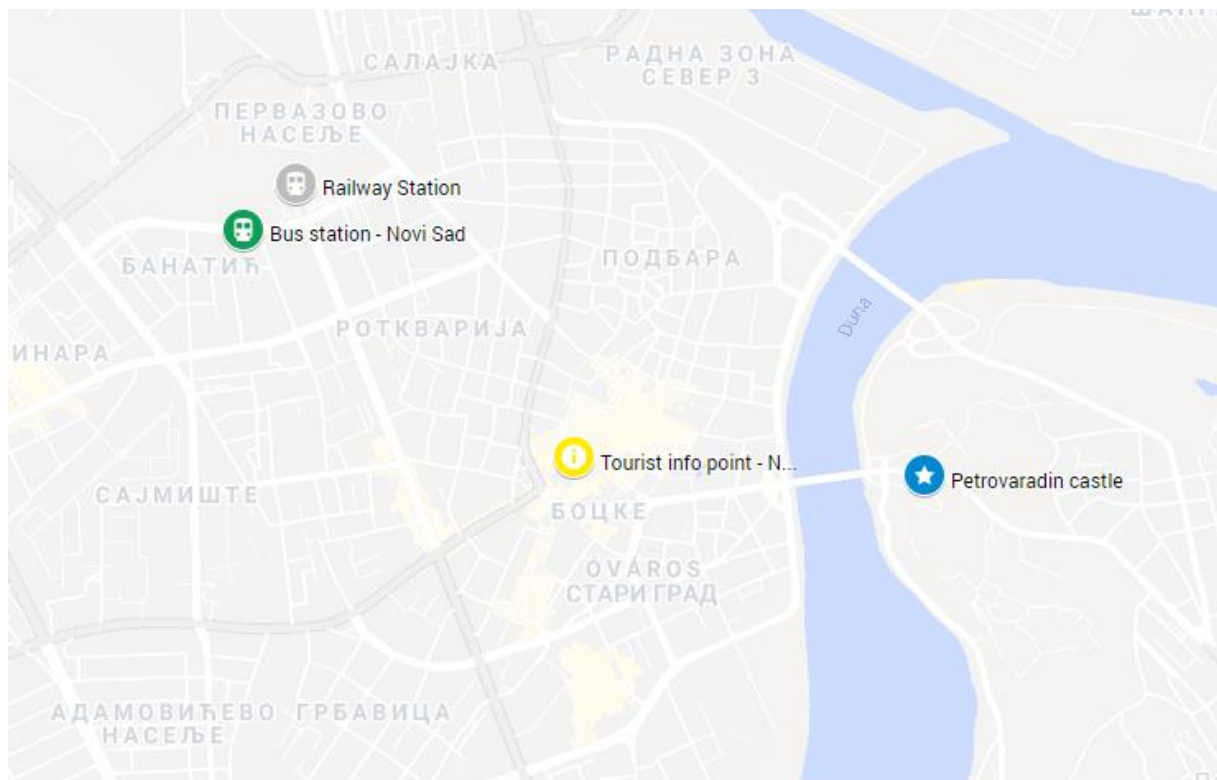 САЛАЈКА
РАДНА ЗОНА
СЕВЕР 3
ПЕРВАЗОВО
НАСЕЉЕ
Railway Station
Bus station - Novi Sad
БАНАТИЋ
ПОДБАРА
Duna
РОТКВАРИЈА
ИНАРА
Tourist info point - N...
Petrovaradin castle
САЈМИШТЕ
БОЦКЕ
ÓVÁROS
СТАРИ ГРАД
АДАМОВИЋЕВО
НАСЕЉЕ
ГРБАВИЦА